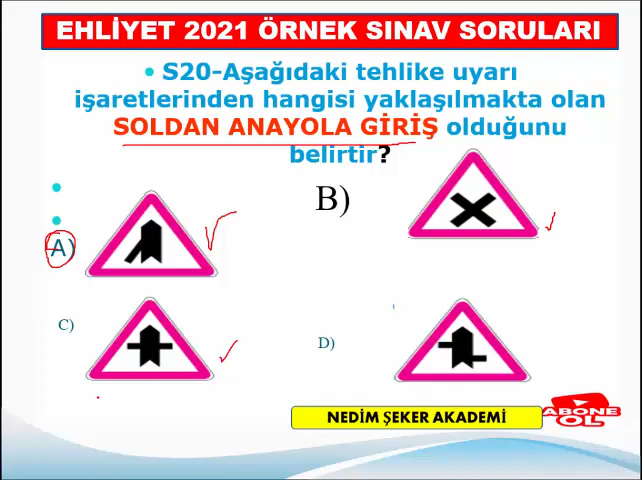 EHLİYET 2021 ÖRNEK SINAV SORULARI
• S20-Aşağıdaki tehlike uyarı
işaretlerinden hangisi yaklaşılmakta olan
SOLDAN ANAYOLA GİRİŞ olduğunu
belirtir?
A)
B)
C)
D)
NEDİM ŞEKER AKADEMİ
ABONE
OL